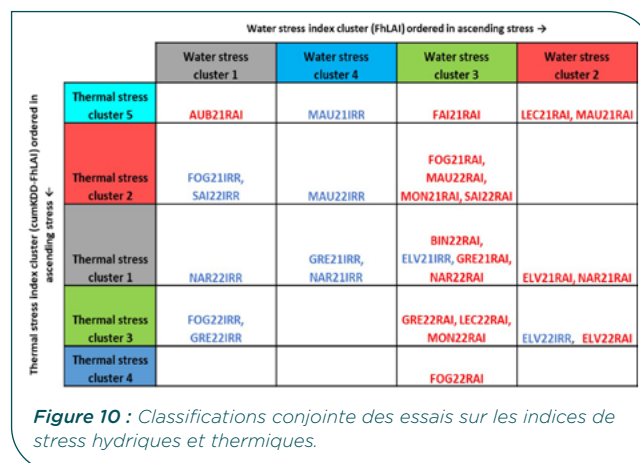 Water stress index cluster (FhLAI) ordered in ascending stress →
Water stress
cluster 1
Water stress
cluster 4
Water stress
cluster 3
Water stress
cluster 2
Thermal stress index cluster (cumKDD-FhLAI) ordered in
ascending stress ←
Thermal stress
cluster 5
AUB21RAI
MAU21IRR
FAI21RAI
LEC21RAI, MAU21RAI
Thermal stress
cluster 2
FOG21IRR,
SAI22IRR
MAU22IRR
FOG21RAI,
MAU22RAI,
MON21RAI, SAI22RAI
Thermal stress
cluster 1
NAR22IRR
GRE21IRR,
NAR21IRR
BIN22RAI,
ELV21IRR, GRE21RAI,
NAR22RAI
ELV21RAI, NAR21RAI
Thermal stress
cluster 3
FOG22IRR,
GRE22IRR
GRE22RAI, LEC22RAI,
MON22RAI
ELV22IRR, ELV22RAI
Thermal stress
cluster 4
FOG22RAI
Figure 10 : Classifications conjointe des essais sur les indices de
stress hydriques et thermiques.